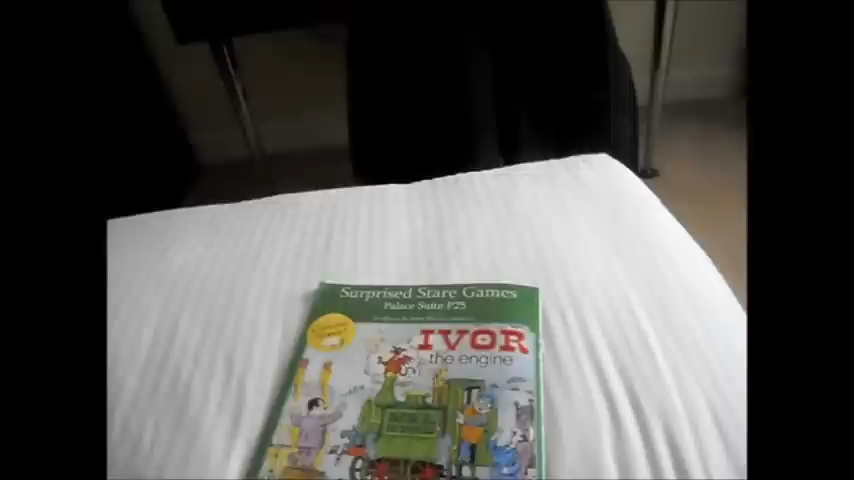 Surprised Stare Games
Palace Suite P25
IVOR
the engine